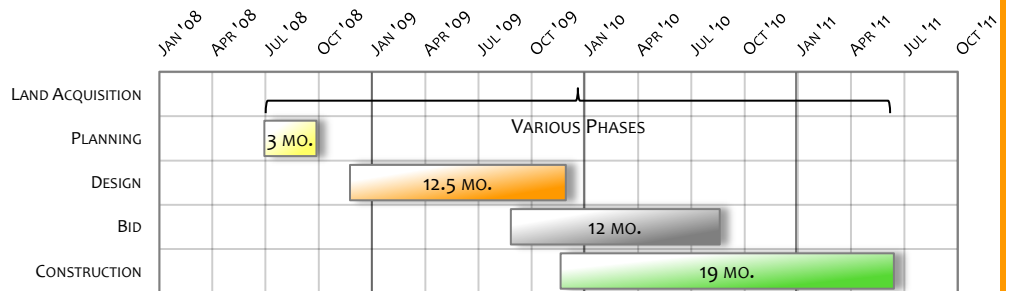 JAN '08 APR '08 JUL '08 OCT '08 JAN '09 APR '09 JUL '09 OCT '09 JAN '10 APR '10 JUL '10 OCT '10 JAN '11 APR '11 JUL '11 OCT '11
LAND ACQUISITION
VARIOUS PHASES
PLANNING 3 MO.
DESIGN 12.5 MO.
BID 12 MO.
CONSTRUCTION 19 MO.